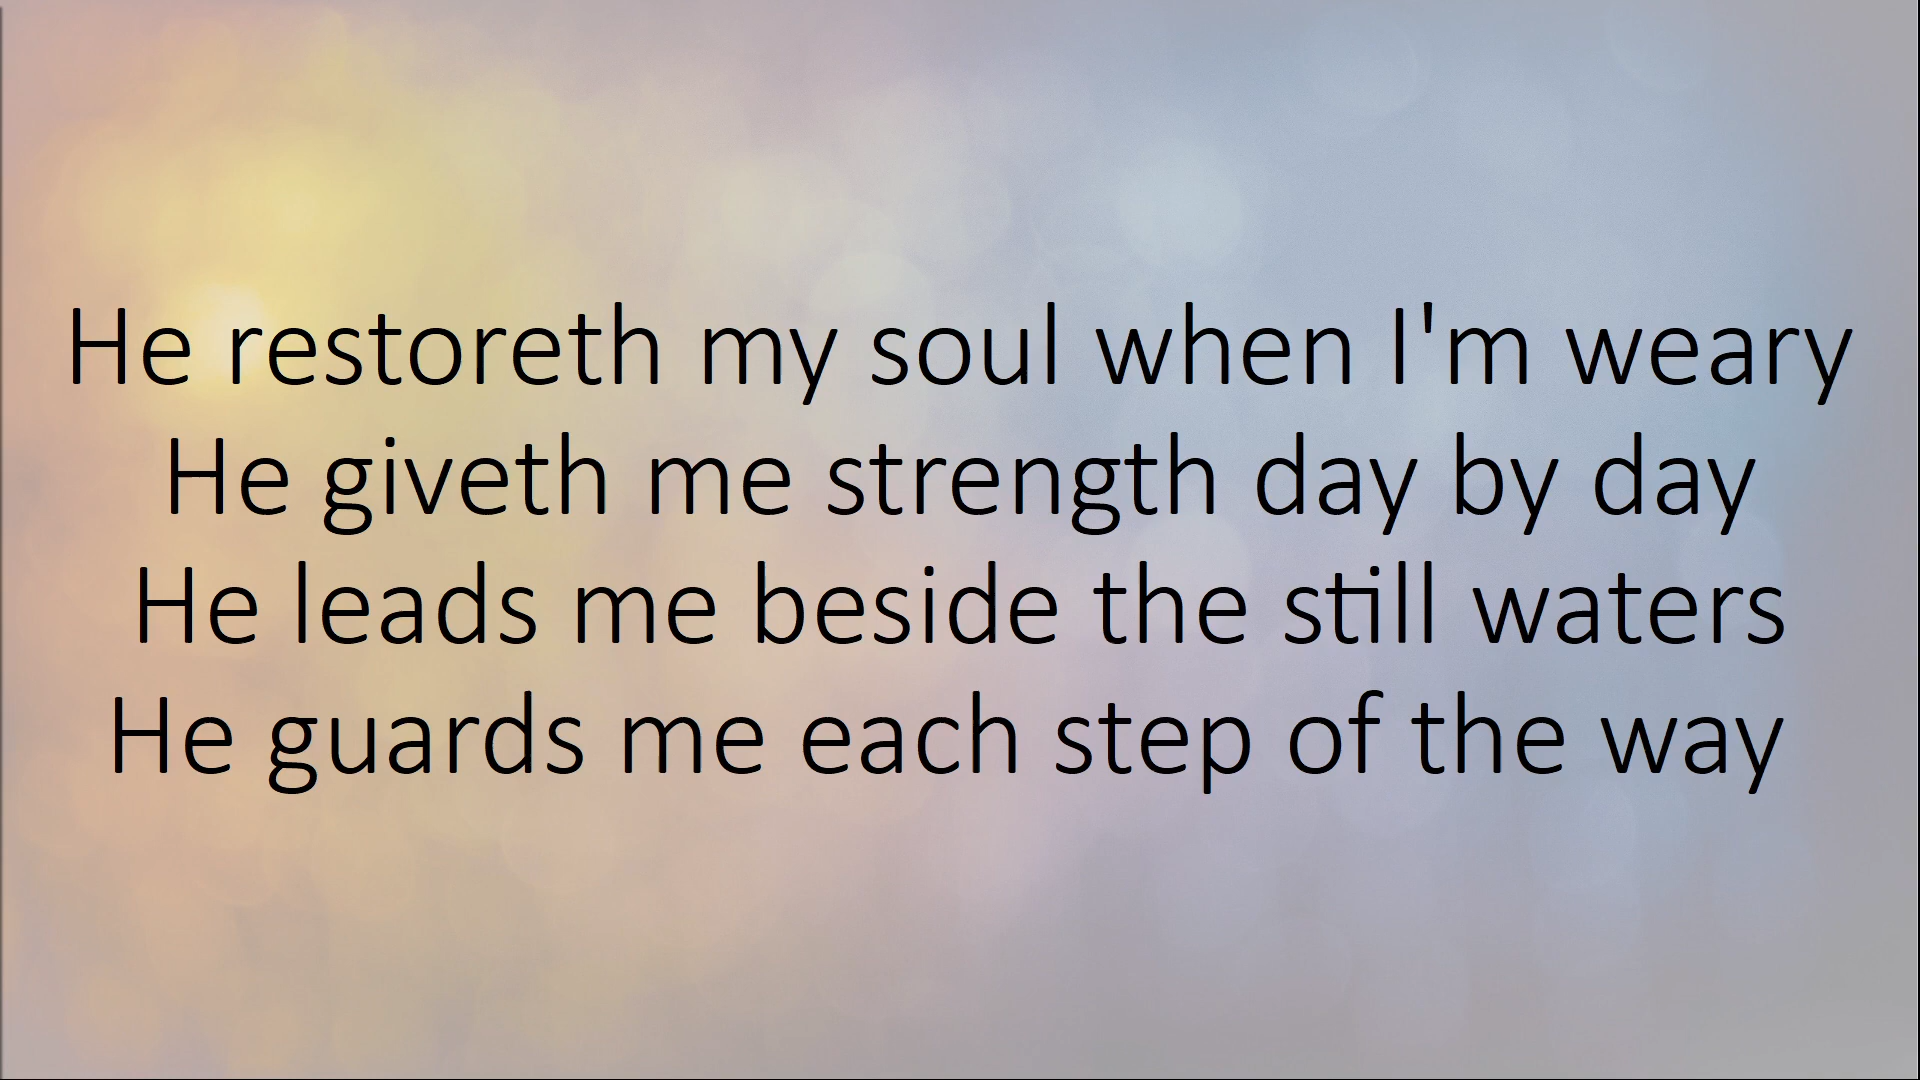 He restoreth my soul when I'm weary
He giveth me strength day by day
He leads me beside the still waters
He guards me each step of the way